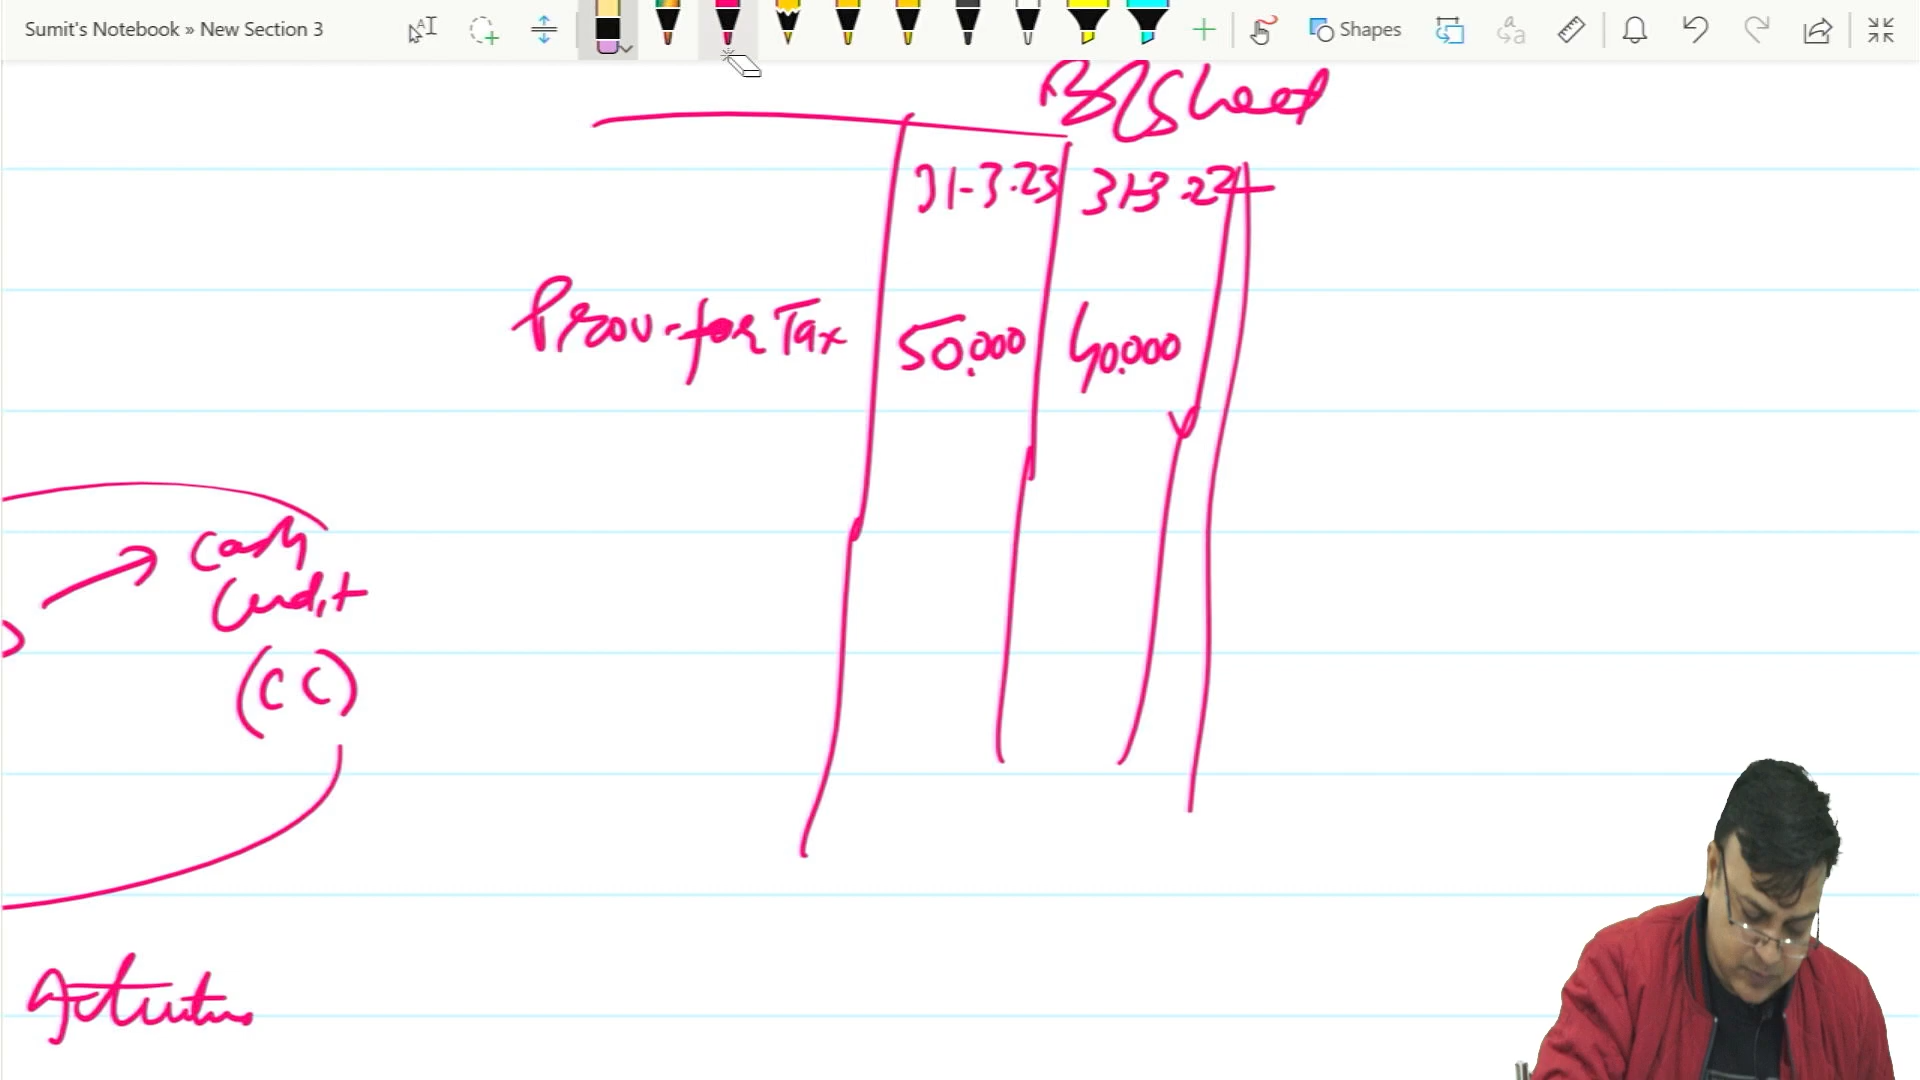 Sumit's Notebook » New Section 3
Shapes
B/Sheet
31-3.23 31-3.24
Prov. for Tax 50,000 40,000
Cash
Credit
(CC)
Activities